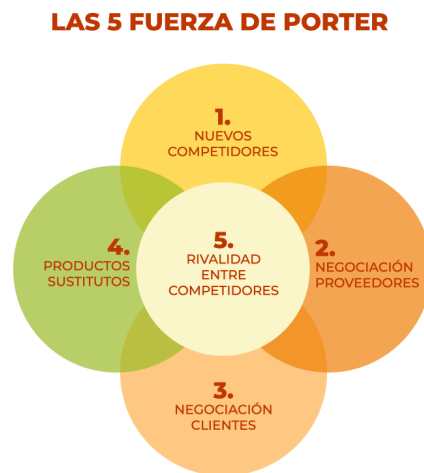 LAS 5 FUERZA DE PORTER
1.
NUEVOS
COMPETIDORES
2.
NEGOCIACIÓN
PROVEEDORES
3.
NEGOCIACIÓN
CLIENTES
4.
PRODUCTOS
SUSTITUTOS
5.
RIVALIDAD
ENTRE
COMPETIDORES